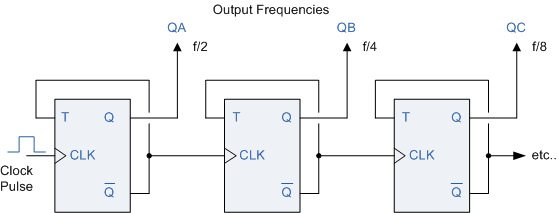 Output Frequencies
QA
f/2
QB
f/4
QC
f/8
T
Q
CLK
Q
T
Q
CLK
Q
T
Q
CLK
Q
Clock
Pulse
etc..